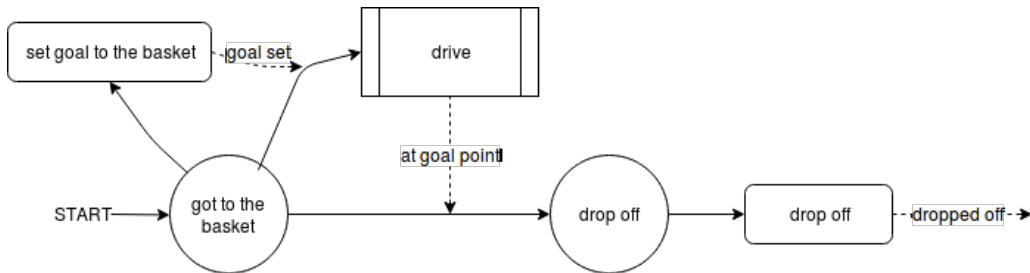 set goal to the basket
goal set
drive
at goal point
START
got to the
basket
drop off
drop off
dropped off